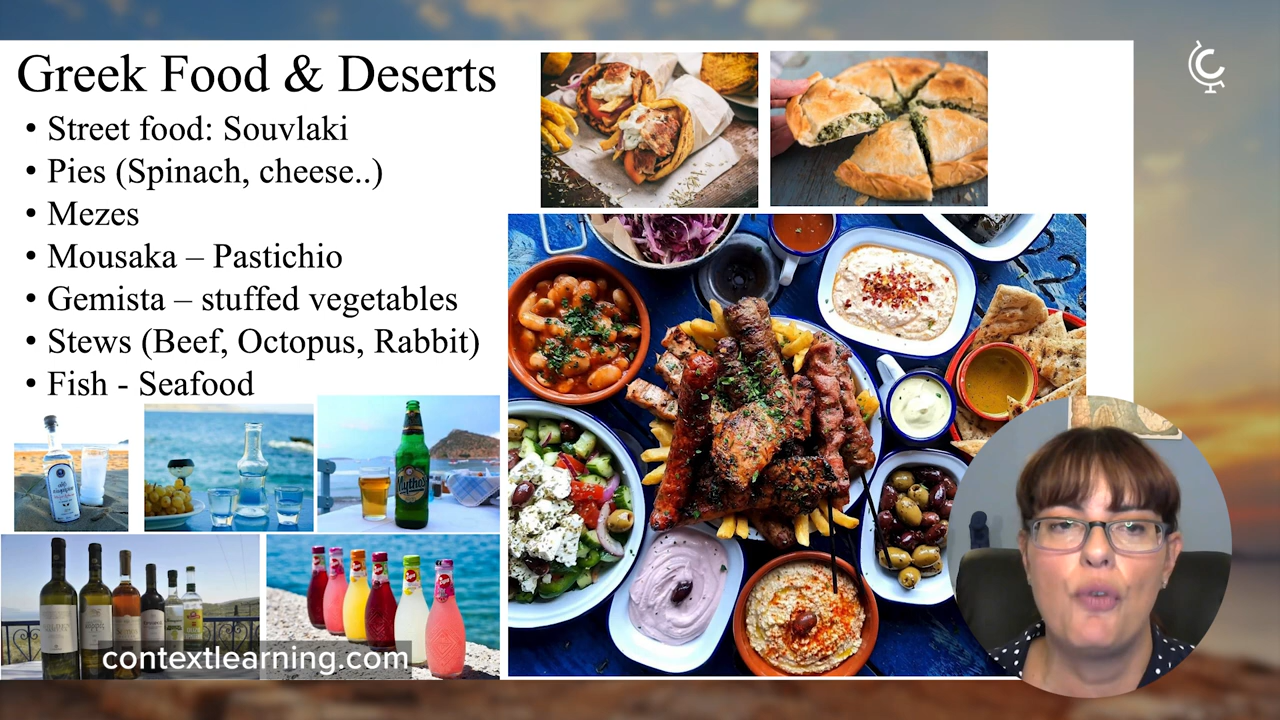 Greek Food & Deserts
• Street food: Souvlaki
• Pies (Spinach, cheese..)
• Mezes
• Mousaka – Pastichio
• Gemista – stuffed vegetables
• Stews (Beef, Octopus, Rabbit)
• Fish - Seafood
Mythos
contextlearning.com